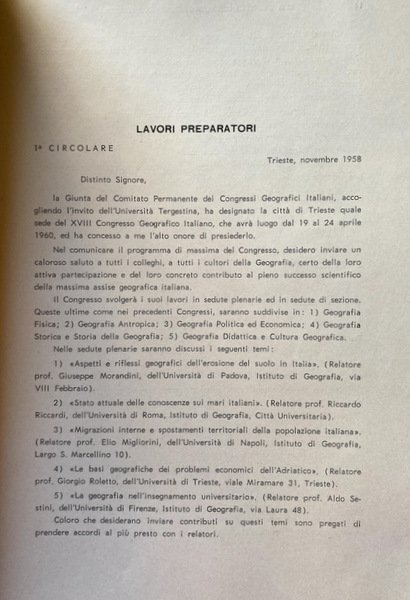 LAVORI PREPARATORI
1ª CIRCOLARE
Trieste, novembre 1958
Distinto Signore,
la Giunta del Comitato Permanente dei Congressi Geografici Italiani, acco-
gliendo l'invito dell'Università Tergestina, ha designato la città di Trieste quale
sede del XVIII Congresso Geografico Italiano, che avrà luogo dal 19 al 24 aprile
1960, ed ha concesso a me l'alto onore di presiederlo.
Nel comunicare il programma di massima del Congresso, desidero inviare un
caloroso saluto a tutti i colleghi, a tutti i cultori della Geografia, certo della loro
attiva partecipazione e del loro concreto contributo al pieno successo scientifico
della massima assise geografica italiana.
Il Congresso svolgerà i suoi lavori in sedute plenarie ed in sedute di sezione.
Queste ultime come nei precedenti Congressi, saranno suddivise in: 1) Geografia
Fisica; 2) Geografia Antropica; 3) Geografia Politica ed Economica; 4) Geografia
Storica e Storia della Geografia; 5) Geografia Didattica e Cultura Geografica.
Nelle sedute plenarie saranno discussi i seguenti temi:
1) «Aspetti e riflessi geografici dell'erosione del suolo in Italia». (Relatore
prof. Giuseppe Morandini, dell'Università di Padova, Istituto di Geografia, via
VIII Febbraio).
2) «Stato attuale delle conoscenze sui mari italiani». (Relatore prof. Riccardo
Riccardi, dell'Università di Roma, Istituto di Geografia, Città Universitaria).
3) «Migrazioni interne e spostamenti territoriali della popolazione italiana».
(Relatore prof. Elio Migliorini, dell'Università di Napoli, Istituto di Geografia,
Largo S. Marcellino 10).
4) «Le basi geografiche dei problemi economici dell'Adriatico». (Relatore
prof. Giorgio Roletto, dell'Università di Trieste, viale Miramare 31, Trieste).
5) «La geografia nell'insegnamento universitario». (Relatore prof. Aldo Se-
stini, dell'Università di Firenze, Istituto di Geografia, via Laura 48).
Coloro che desiderano inviare contributi su questi temi sono pregati di
prendere accordi al più presto con i relatori.